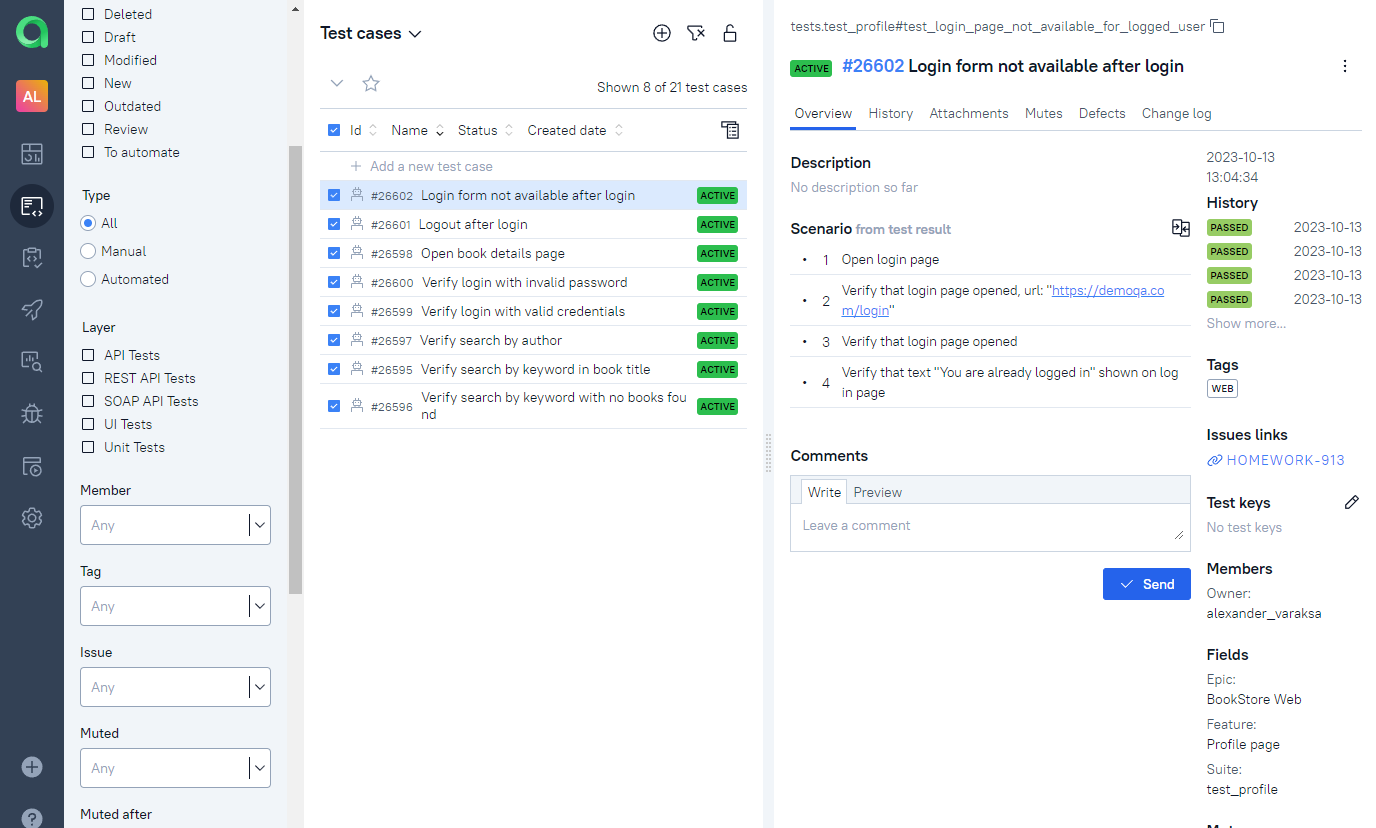 AL
Deleted
Draft
Modified
New
Outdated
Review
To automate
Type
All
Manual
Automated
Layer
API Tests
REST API Tests
SOAP API Tests
UI Tests
Unit Tests
Member
Any
Tag
Any
Issue
Any
Muted
Any
Muted after
Test cases
Shown 8 of 21 test cases
Id Name Status Created date
Add a new test case
#26602 Login form not available after login ACTIVE
#26601 Logout after login ACTIVE
#26598 Open book details page ACTIVE
#26600 Verify login with invalid password ACTIVE
#26599 Verify login with valid credentials ACTIVE
#26597 Verify search by author ACTIVE
#26595 Verify search by keyword in book title ACTIVE
#26596 Verify search by keyword with no books fou
nd ACTIVE
tests.test_profile#test_login_page_not_available_for_logged_user
ACTIVE #26602 Login form not available after login
Overview History Attachments Mutes Defects Change log
Description
No description so far
Scenario from test result
• 1 Open login page
• 2 Verify that login page opened, url: "https://demoqa.co
m/login"
• 3 Verify that login page opened
• 4 Verify that text "You are already logged in" shown on log
in page
Comments
Write Preview
Leave a comment
Send
2023-10-13
13:04:34
History
PASSED 2023-10-13
PASSED 2023-10-13
PASSED 2023-10-13
PASSED 2023-10-13
Show more...
Tags
WEB
Issues links
HOMEWORK-913
Test keys
No test keys
Members
Owner:
alexander_varaksa
Fields
Epic:
BookStore Web
Feature:
Profile page
Suite:
test_profile